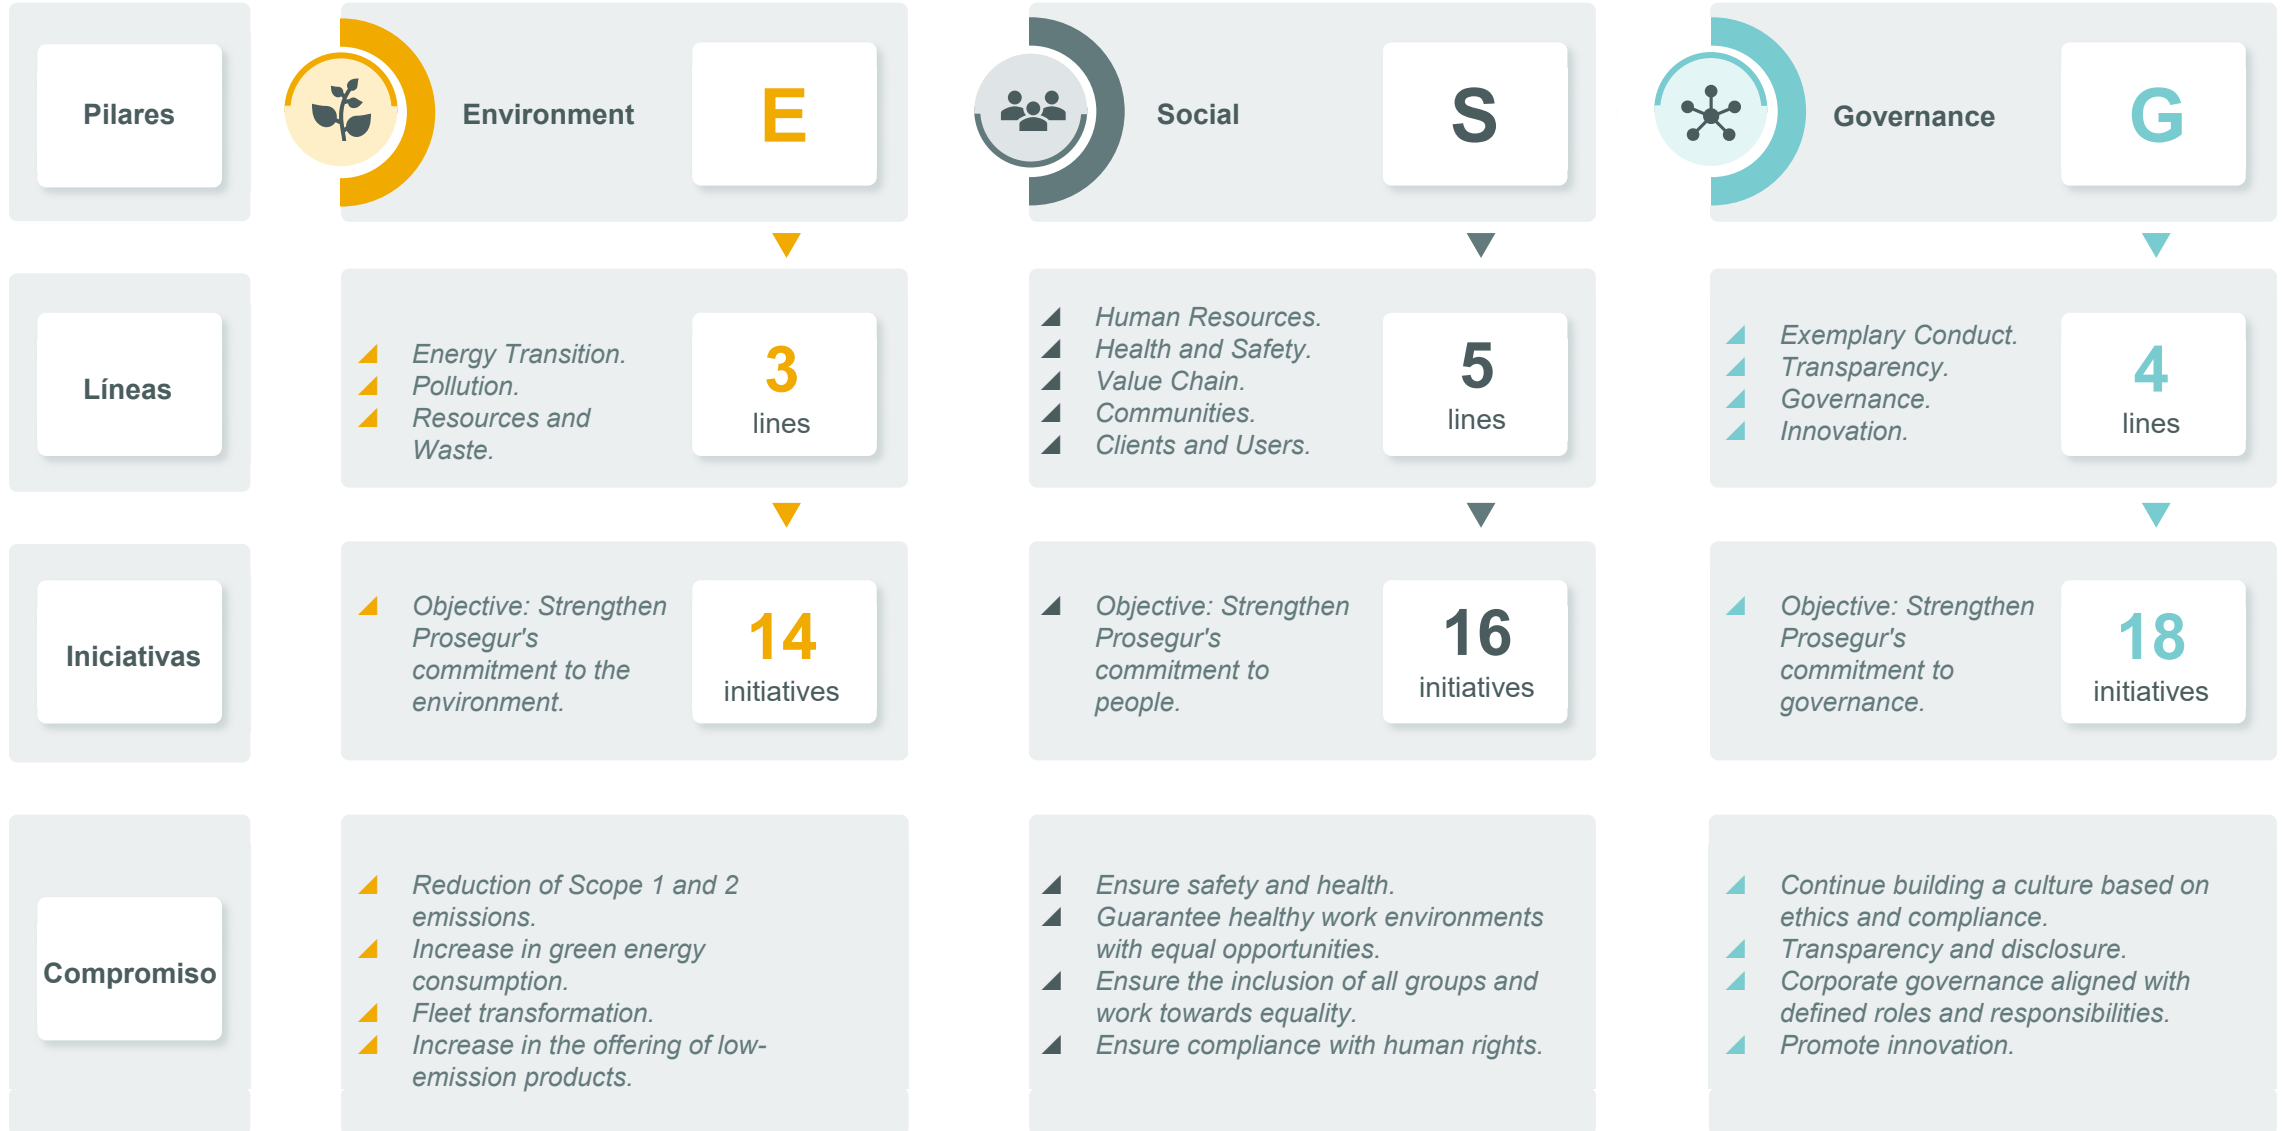 Pilares
Environment
E
Social
S
Governance
G
Líneas
Energy Transition.
Pollution.
Resources and
Waste.
3
lines
Human Resources.
Health and Safety.
Value Chain.
Communities.
Clients and Users.
5
lines
Exemplary Conduct.
Transparency.
Governance.
Innovation.
4
lines
Iniciativas
Objective: Strengthen
Prosegur's
commitment to the
environment.
14
initiatives
Objective: Strengthen
Prosegur's
commitment to
people.
16
initiatives
Objective: Strengthen
Prosegur's
commitment to
governance.
18
initiatives
Compromiso
Reduction of Scope 1 and 2
emissions.
Increase in green energy
consumption.
Fleet transformation.
Increase in the offering of low-
emission products.
Ensure safety and health.
Guarantee healthy work environments
with equal opportunities.
Ensure the inclusion of all groups and
work towards equality.
Ensure compliance with human rights.
Continue building a culture based on
ethics and compliance.
Transparency and disclosure.
Corporate governance aligned with
defined roles and responsibilities.
Promote innovation.